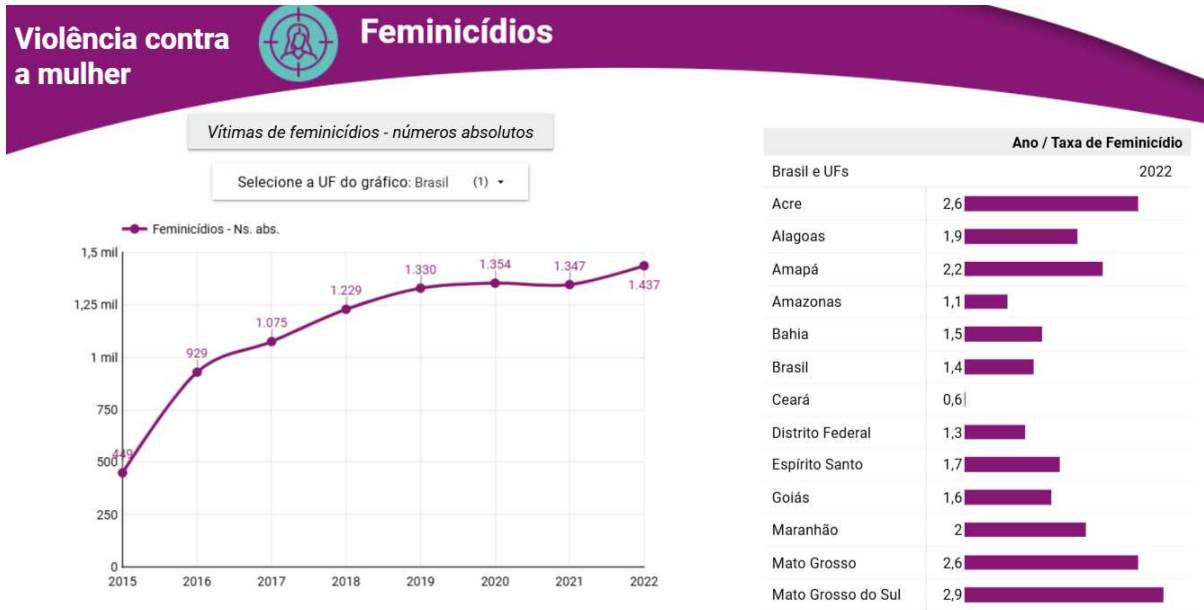 Violência contra
a mulher
Feminicídios
Vítimas de feminicídios - números absolutos
Selecione a UF do gráfico: Brasil (1)
Feminicídios - Ns. abs.
1,5 mil
1,25 mil
1 mil
750
500
250
0
449
929
1.075
1.229
1.330
1.354
1.347
1.437
2015 2016 2017 2018 2019 2020 2021 2022
Ano / Taxa de Feminicídio
Brasil e UFs 2022
Acre 2,6
Alagoas 1,9
Amapá 2,2
Amazonas 1,1
Bahia 1,5
Brasil 1,4
Ceará 0,6
Distrito Federal 1,3
Espírito Santo 1,7
Goiás 1,6
Maranhão 2
Mato Grosso 2,6
Mato Grosso do Sul 2,9